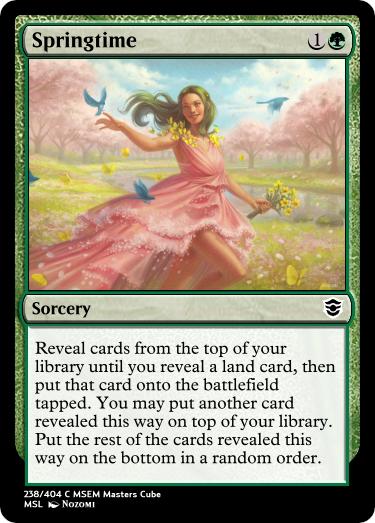 Springtime 1
Sorcery
Reveal cards from the top of your
library until you reveal a land card, then
put that card onto the battlefield
tapped. You may put another card
revealed this way on top of your library.
Put the rest of the cards revealed this
way on the bottom in a random order.
238/404 C MSEM Masters Cube
MSL Nozomi